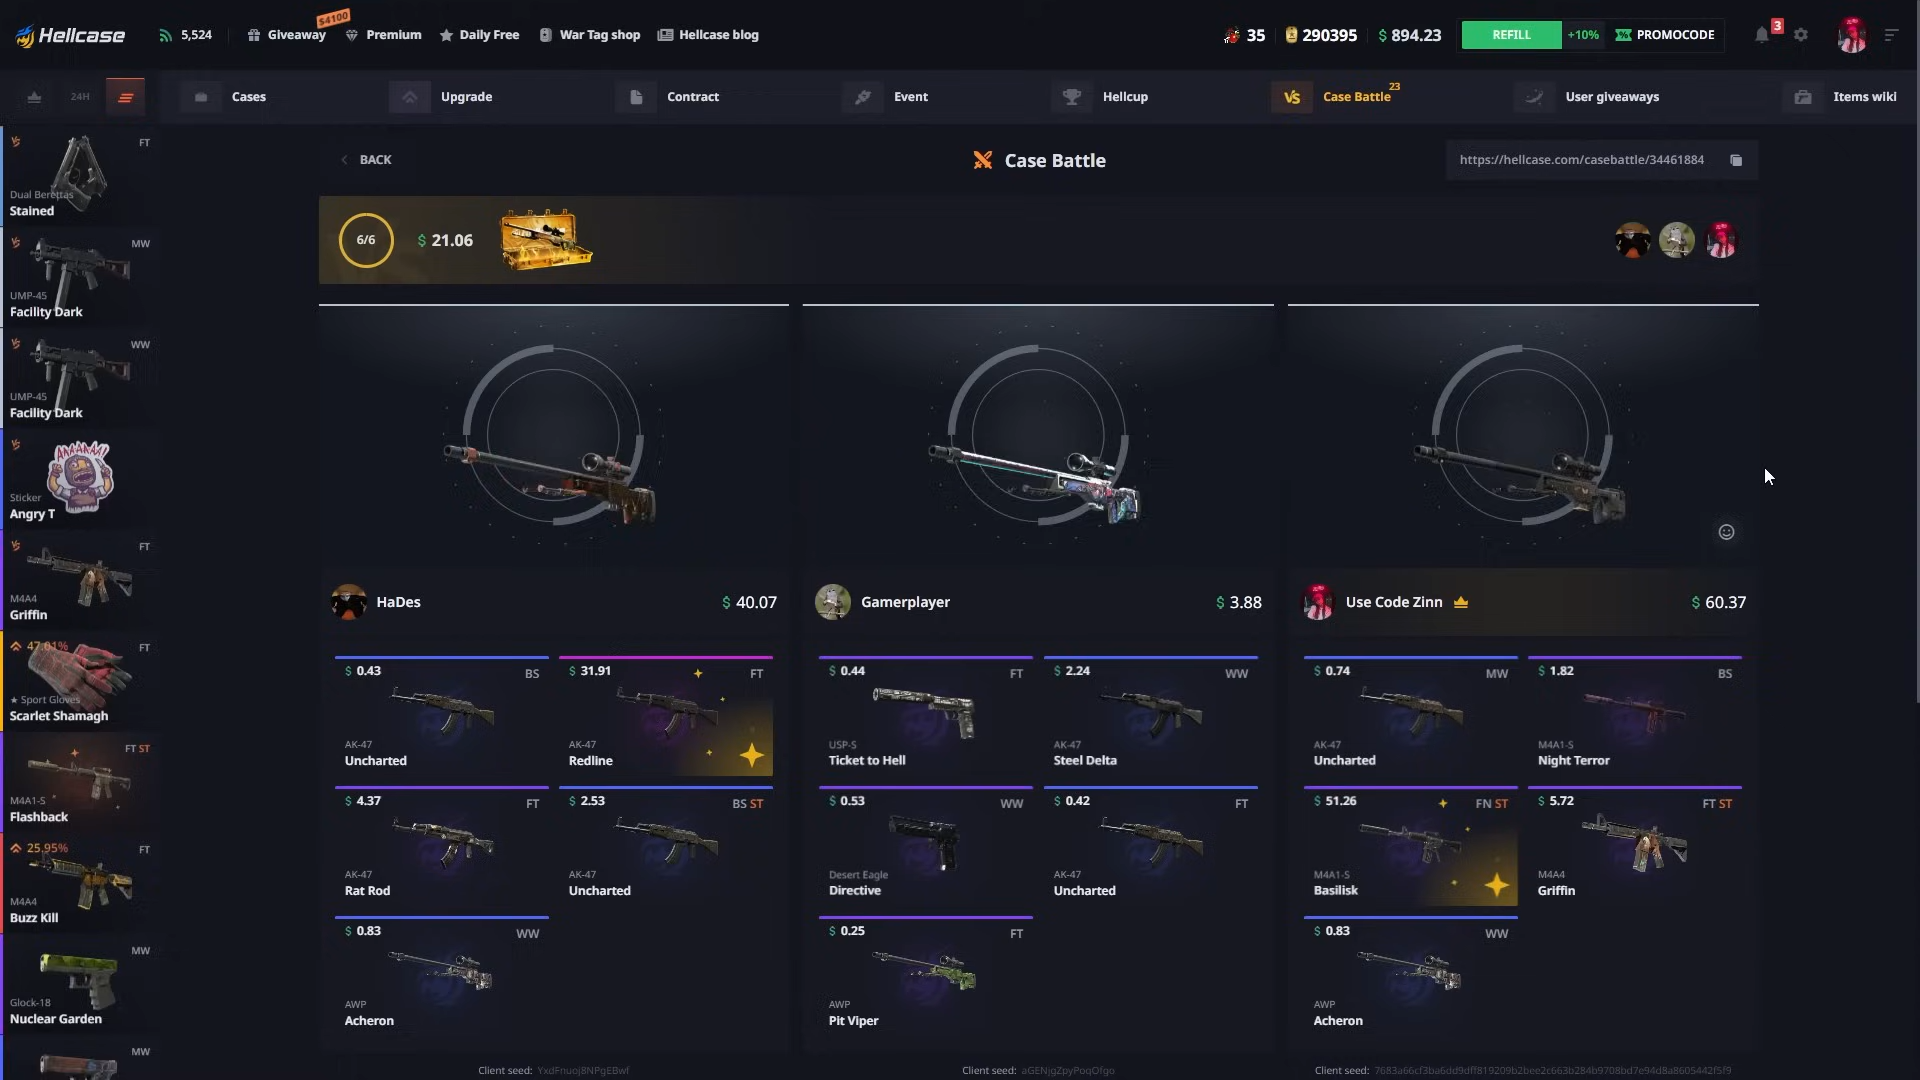 Hellcase
5,524
Giveaway
$4100
Premium
Daily Free
War Tag shop
Hellcase blog
35
290395
$ 894.23
REFILL
+10%
PROMOCODE
3
24H
Cases
Upgrade
Contract
Event
Hellcup
VS
Case Battle
23
User giveaways
Items wiki
BACK
Case Battle
https://hellcase.com/casebattle/34461884
6/6
$ 21.06
FT
Dual Berettas
Stained
MW
UMP-45
Facility Dark
WW
UMP-45
Facility Dark
AAAAAAA!
Sticker
Angry T
FT
M4A4
Griffin
47.01%
FT
★ Sport Gloves
Scarlet Shamagh
FT ST
M4A1-S
Flashback
25.95%
FT
M4A4
Buzz Kill
MW
Glock-18
Nuclear Garden
MW
HaDes
$ 40.07
$ 0.43
BS
AK-47
Uncharted
$ 31.91
FT
AK-47
Redline
$ 4.37
FT
AK-47
Rat Rod
$ 2.53
BS ST
AK-47
Uncharted
$ 0.83
WW
AWP
Acheron
Client seed: YxdFnuoj8NPgEBwf
Gamerplayer
$ 3.88
$ 0.44
FT
USP-S
Ticket to Hell
$ 2.24
WW
AK-47
Steel Delta
$ 0.53
WW
Desert Eagle
Directive
$ 0.42
FT
AK-47
Uncharted
$ 0.25
FT
AWP
Pit Viper
Client seed: aGENjgZpyPoqOfgo
Use Code Zinn
$ 60.37
$ 0.74
MW
AK-47
Uncharted
$ 1.82
BS
M4A1-S
Night Terror
$ 51.26
FN ST
M4A1-S
Basilisk
$ 5.72
FT ST
M4A4
Griffin
$ 0.83
WW
AWP
Acheron
Client seed: